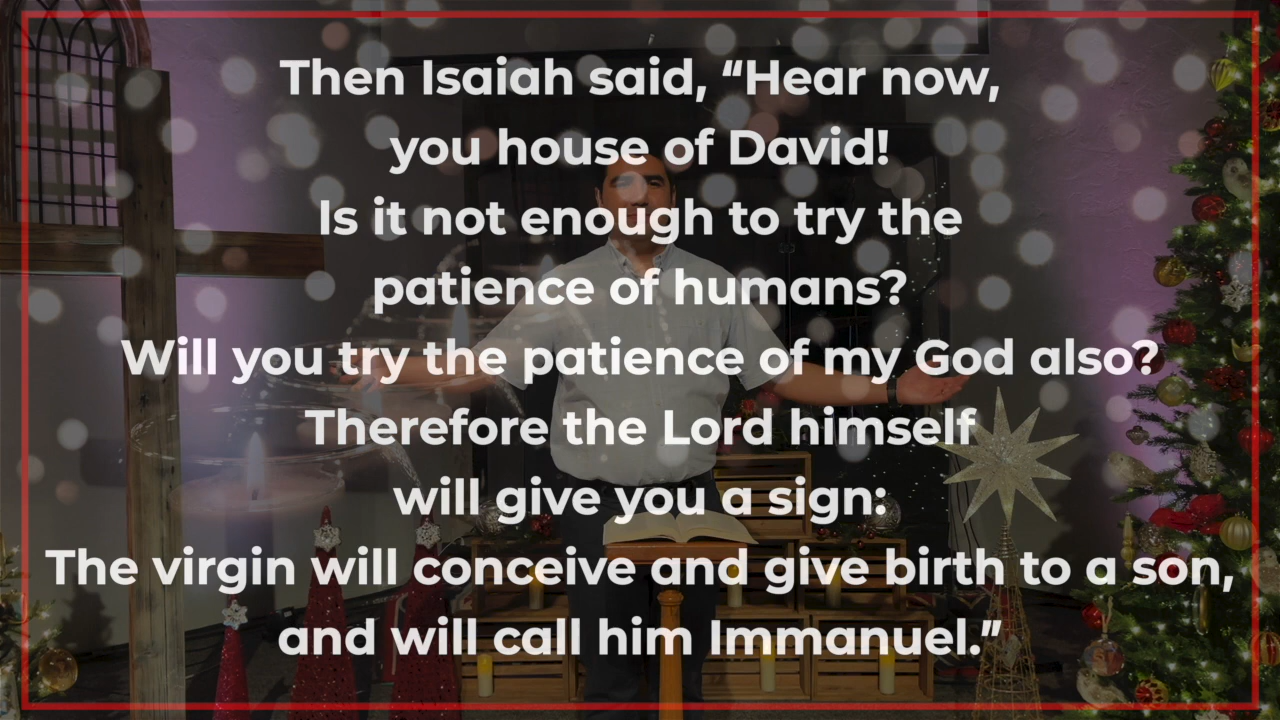 Then Isaiah said, “Hear now,
you house of David!
Is it not enough to try the
patience of humans?
Will you try the patience of my God also?
Therefore the Lord himself
will give you a sign:
The virgin will conceive and give birth to a son,
and will call him Immanuel.”